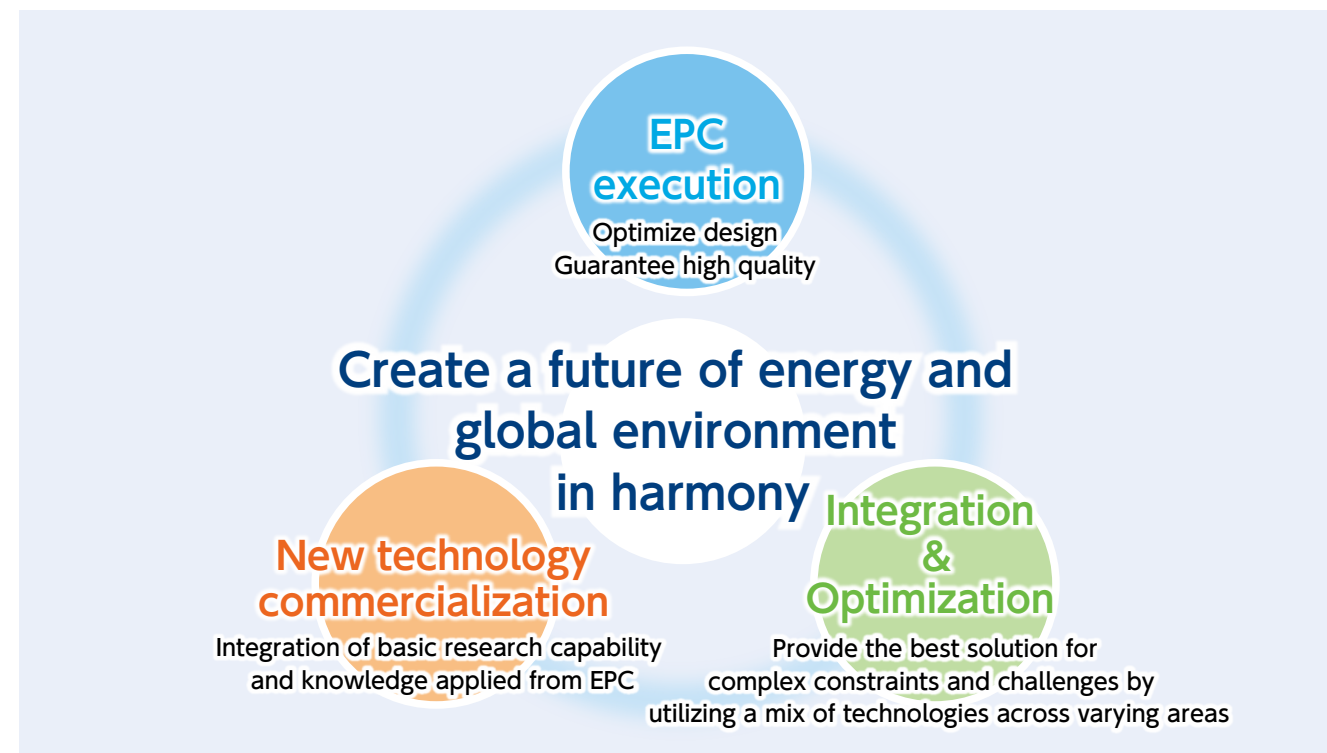 EPC
execution
Optimize design
Guarantee high quality
Create a future of energy and
global environment
in harmony
New technology
commercialization
Integration of basic research capability
and knowledge applied from EPC
Integration
&
Optimization
Provide the best solution for
complex constraints and challenges by
utilizing a mix of technologies across varying areas